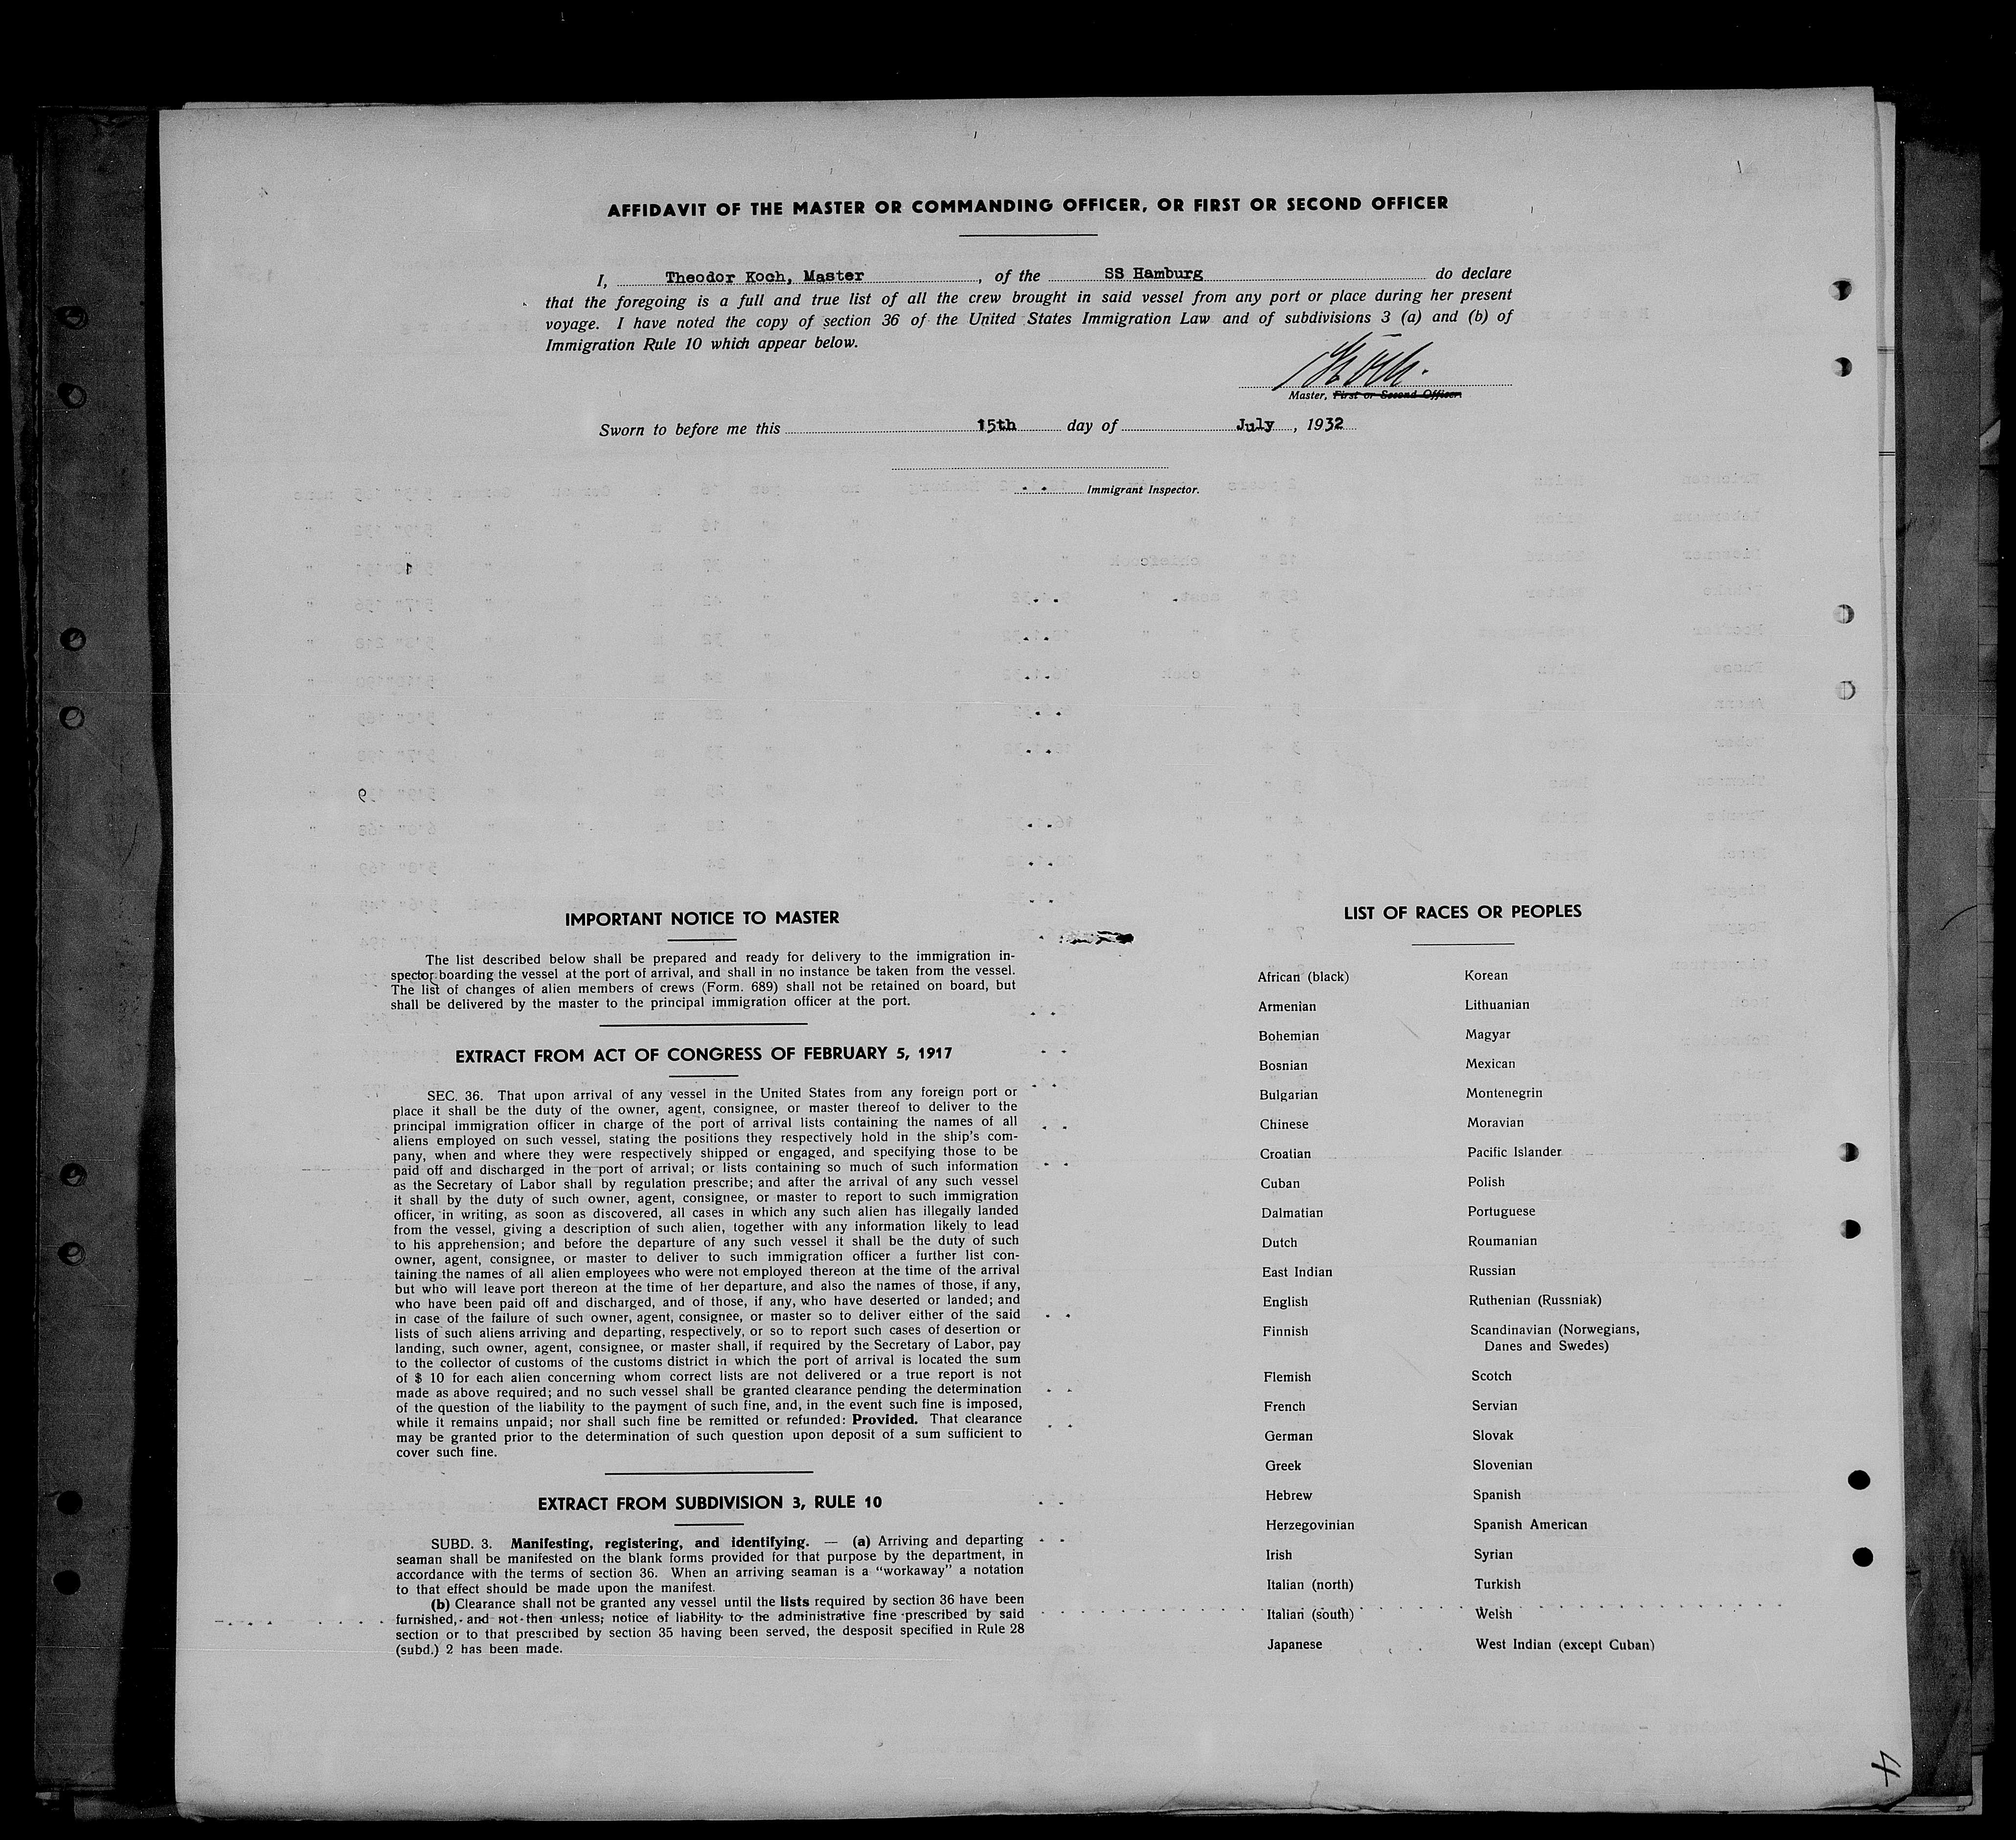 AFFIDAVIT OF THE MASTER OR COMMANDING OFFICER, OR FIRST OR SECOND OFFICER
I, Theodor Koch, Master, of the SS Hamburg do declare
that the foregoing is a full and true list of all the crew brought in said vessel from any port or place during her present
voyage. I have noted the copy of section 36 of the United States Immigration Law and of subdivisions 3 (a) and (b) of
Immigration Rule 10 which appear below.
Koch.
Master, First or Second Officer.
Sworn to before me this 15th day of July, 1932
Immigrant Inspector.
IMPORTANT NOTICE TO MASTER
The list described below shall be prepared and ready for delivery to the immigration in-
spector boarding the vessel at the port of arrival, and shall in no instance be taken from the vessel.
The list of changes of alien members of crews (Form. 689) shall not be retained on board, but
shall be delivered by the master to the principal immigration officer at the port.
EXTRACT FROM ACT OF CONGRESS OF FEBRUARY 5, 1917
SEC. 36. That upon arrival of any vessel in the United States from any foreign port or
place it shall be the duty of the owner, agent, consignee, or master thereof to deliver to the
principal immigration officer in charge of the port of arrival lists containing the names of all
aliens employed on such vessel, stating the positions they respectively hold in the ship's com-
pany, when and where they were respectively shipped or engaged, and specifying those to be
paid off and discharged in the port of arrival; or lists containing so much of such information
as the Secretary of Labor shall by regulation prescribe; and after the arrival of any such vessel
it shall by the duty of such owner, agent, consignee, or master to report to such immigration
officer, in writing, as soon as discovered, all cases in which any such alien has illegally landed
from the vessel, giving a description of such alien, together with any information likely to lead
to his apprehension; and before the departure of any such vessel it shall be the duty of such
owner, agent, consignee, or master to deliver to such immigration officer a further list con-
taining the names of all alien employees who were not employed thereon at the time of the arrival
but who will leave port thereon at the time of her departure, and also the names of those, if any,
who have been paid off and discharged, and of those, if any, who have deserted or landed; and
in case of the failure of such owner, agent, consignee, or master so to deliver either of the said
lists of such aliens arriving and departing, respectively, or so to report such cases of desertion or
landing, such owner, agent, consignee, or master shall, if required by the Secretary of Labor, pay
to the collector of customs of the customs district in which the port of arrival is located the sum
of $ 10 for each alien concerning whom correct lists are not delivered or a true report is not
made as above required; and no such vessel shall be granted clearance pending the determination
of the question of the liability to the payment of such fine, and, in the event such fine is imposed,
while it remains unpaid; nor shall such fine be remitted or refunded: Provided. That clearance
may be granted prior to the determination of such question upon deposit of a sum sufficient to
cover such fine.
EXTRACT FROM SUBDIVISION 3, RULE 10
SUBD. 3. Manifesting, registering, and identifying. — (a) Arriving and departing
seaman shall be manifested on the blank forms provided for that purpose by the department, in
accordance with the terms of section 36. When an arriving seaman is a “workaway” a notation
to that effect should be made upon the manifest.
(b) Clearance shall not be granted any vessel until the lists required by section 36 have been
furnished, and not then unless; notice of liability to the administrative fine prescribed by said
section or to that prescribed by section 35 having been served, the desposit specified in Rule 28
(subd.) 2 has been made.
LIST OF RACES OR PEOPLES
African (black)
Armenian
Bohemian
Bosnian
Bulgarian
Chinese
Croatian
Cuban
Dalmatian
Dutch
East Indian
English
Finnish
Flemish
French
German
Greek
Hebrew
Herzegovinian
Irish
Italian (north)
Italian (south)
Japanese
Korean
Lithuanian
Magyar
Mexican
Montenegrin
Moravian
Pacific Islander
Polish
Portuguese
Roumanian
Russian
Ruthenian (Russniak)
Scandinavian (Norwegians,
Danes and Swedes)
Scotch
Servian
Slovak
Slovenian
Spanish
Spanish American
Syrian
Turkish
Welsh
West Indian (except Cuban)
4